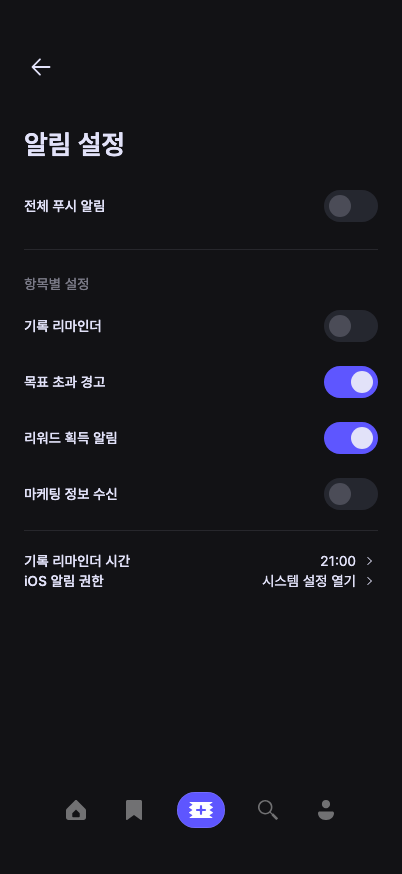 알림 설정
전체 푸시 알림
항목별 설정
기록 리마인더
목표 초과 경고
리워드 획득 알림
마케팅 정보 수신
기록 리마인더 시간 21:00
iOS 알림 권한 시스템 설정 열기